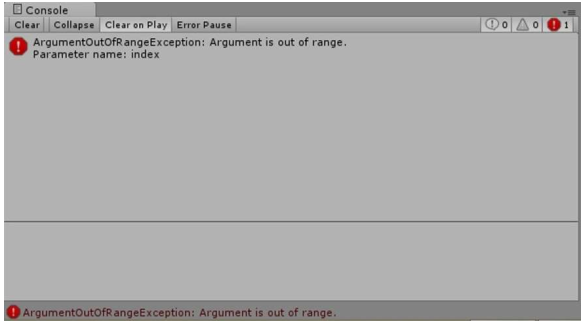 Console
Clear Collapse Clear on Play Error Pause 0 0 1
ArgumentOutOfRangeException: Argument is out of range.
Parameter name: index
ArgumentOutOfRangeException: Argument is out of range.